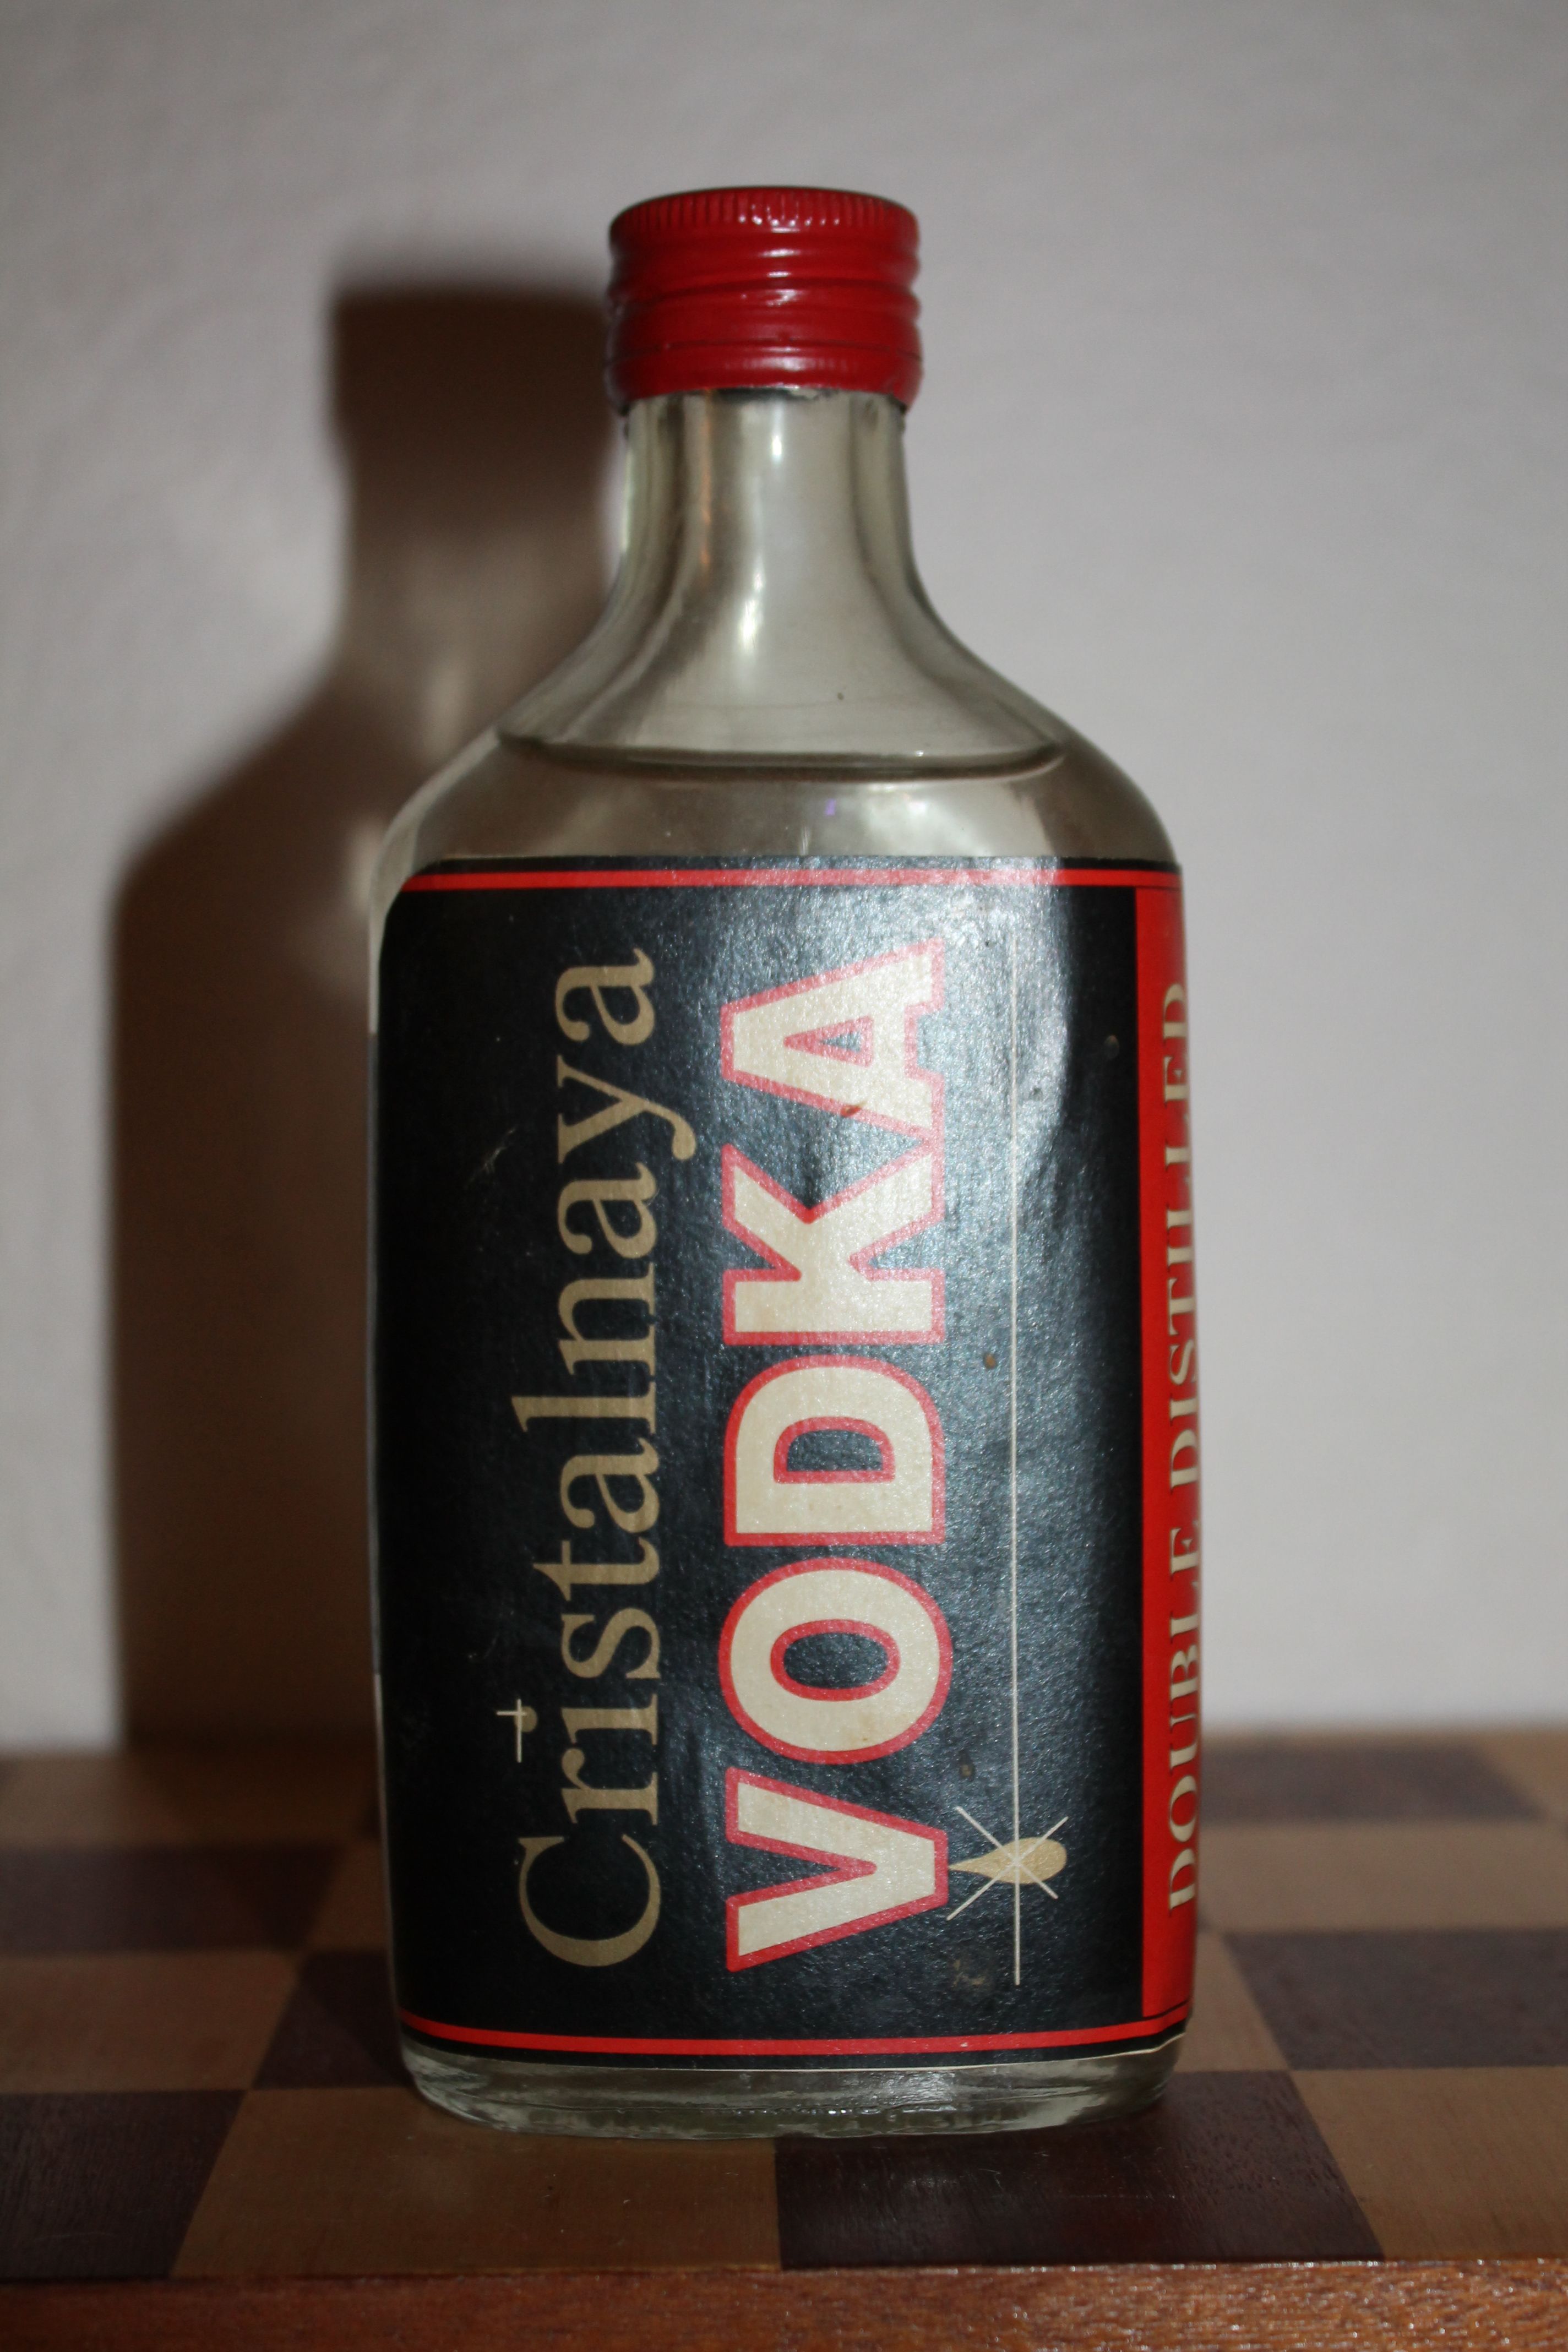 Cristalnaya
VODKA
DOUBLE DISTILLED